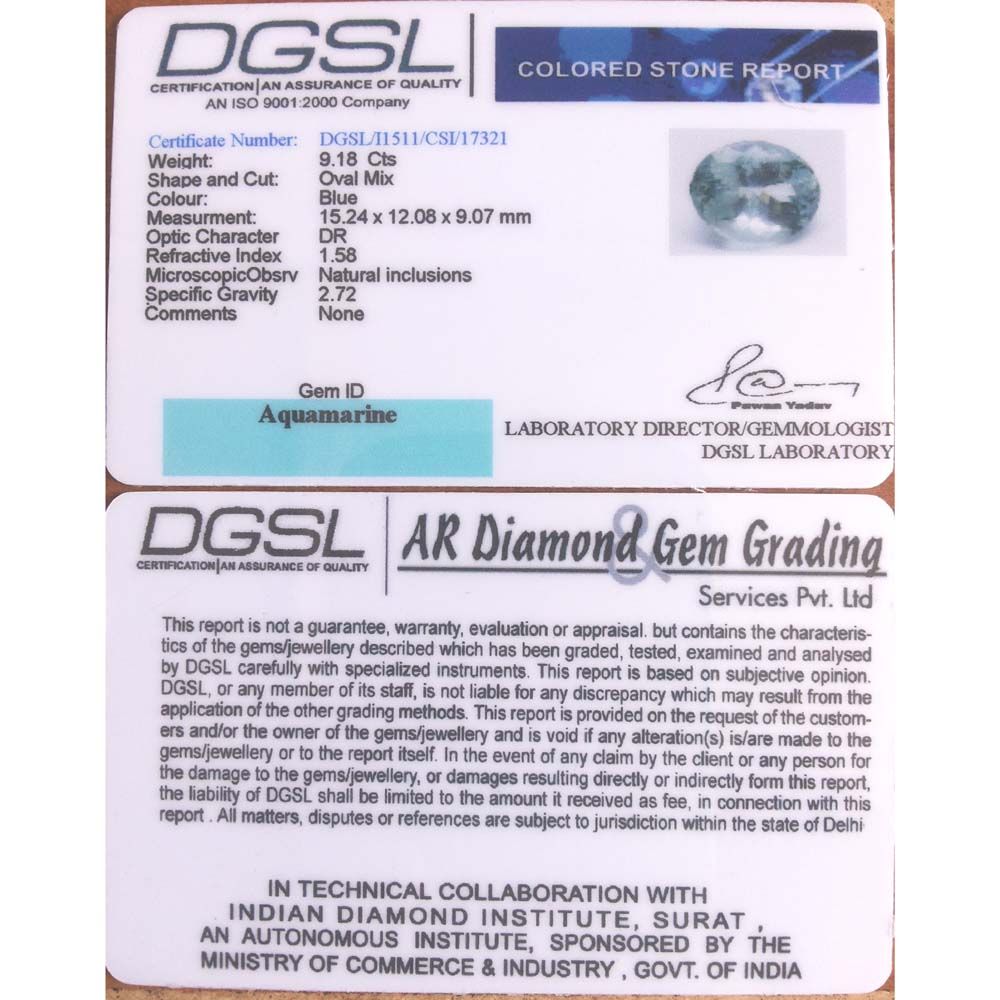 DGSL
CERTIFICATION|AN ASSURANCE OF QUALITY
AN ISO 9001:2000 Company
COLORED STONE REPORT
Certificate Number: DGSL/I1511/CSI/17321
Weight: 9.18 Cts
Shape and Cut: Oval Mix
Colour: Blue
Measurment: 15.24 x 12.08 x 9.07 mm
Optic Character DR
Refractive Index 1.58
MicroscopicObsrv Natural inclusions
Specific Gravity 2.72
Comments None
Gem ID
Aquamarine
Pawan Yadav
LABORATORY DIRECTOR/GEMMOLOGIST
DGSL LABORATORY
DGSL
CERTIFICATION|AN ASSURANCE OF QUALITY
AR Diamond & Gem Grading
Services Pvt. Ltd
This report is not a guarantee, warranty, evaluation or appraisal. but contains the characteris-
tics of the gems/jewellery described which has been graded, tested, examined and analysed
by DGSL carefully with specialized instruments. This report is based on subjective opinion.
DGSL, or any member of its staff, is not liable for any discrepancy which may result from the
application of the other grading methods. This report is provided on the request of the custom-
ers and/or the owner of the gems/jewellery and is void if any alteration(s) is/are made to the
gems/jewellery or to the report itself. In the event of any claim by the client or any person for
the damage to the gems/jewellery, or damages resulting directly or indirectly form this report,
the liability of DGSL shall be limited to the amount it received as fee, in connection with this
report . All matters, disputes or references are subject to jurisdiction within the state of Delhi
IN TECHNICAL COLLABORATION WITH
INDIAN DIAMOND INSTITUTE, SURAT ,
AN AUTONOMOUS INSTITUTE, SPONSORED BY THE
MINISTRY OF COMMERCE & INDUSTRY , GOVT. OF INDIA